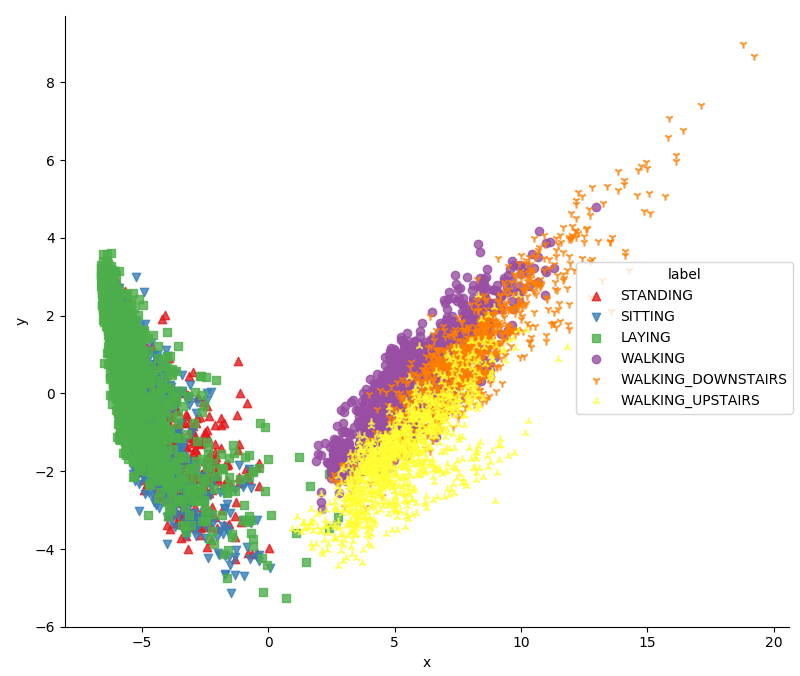 8
6
4
2
0
−2
−4
−6
y
−5
0
5
10
15
20
x
label
STANDING
SITTING
LAYING
WALKING
WALKING_DOWNSTAIRS
WALKING_UPSTAIRS